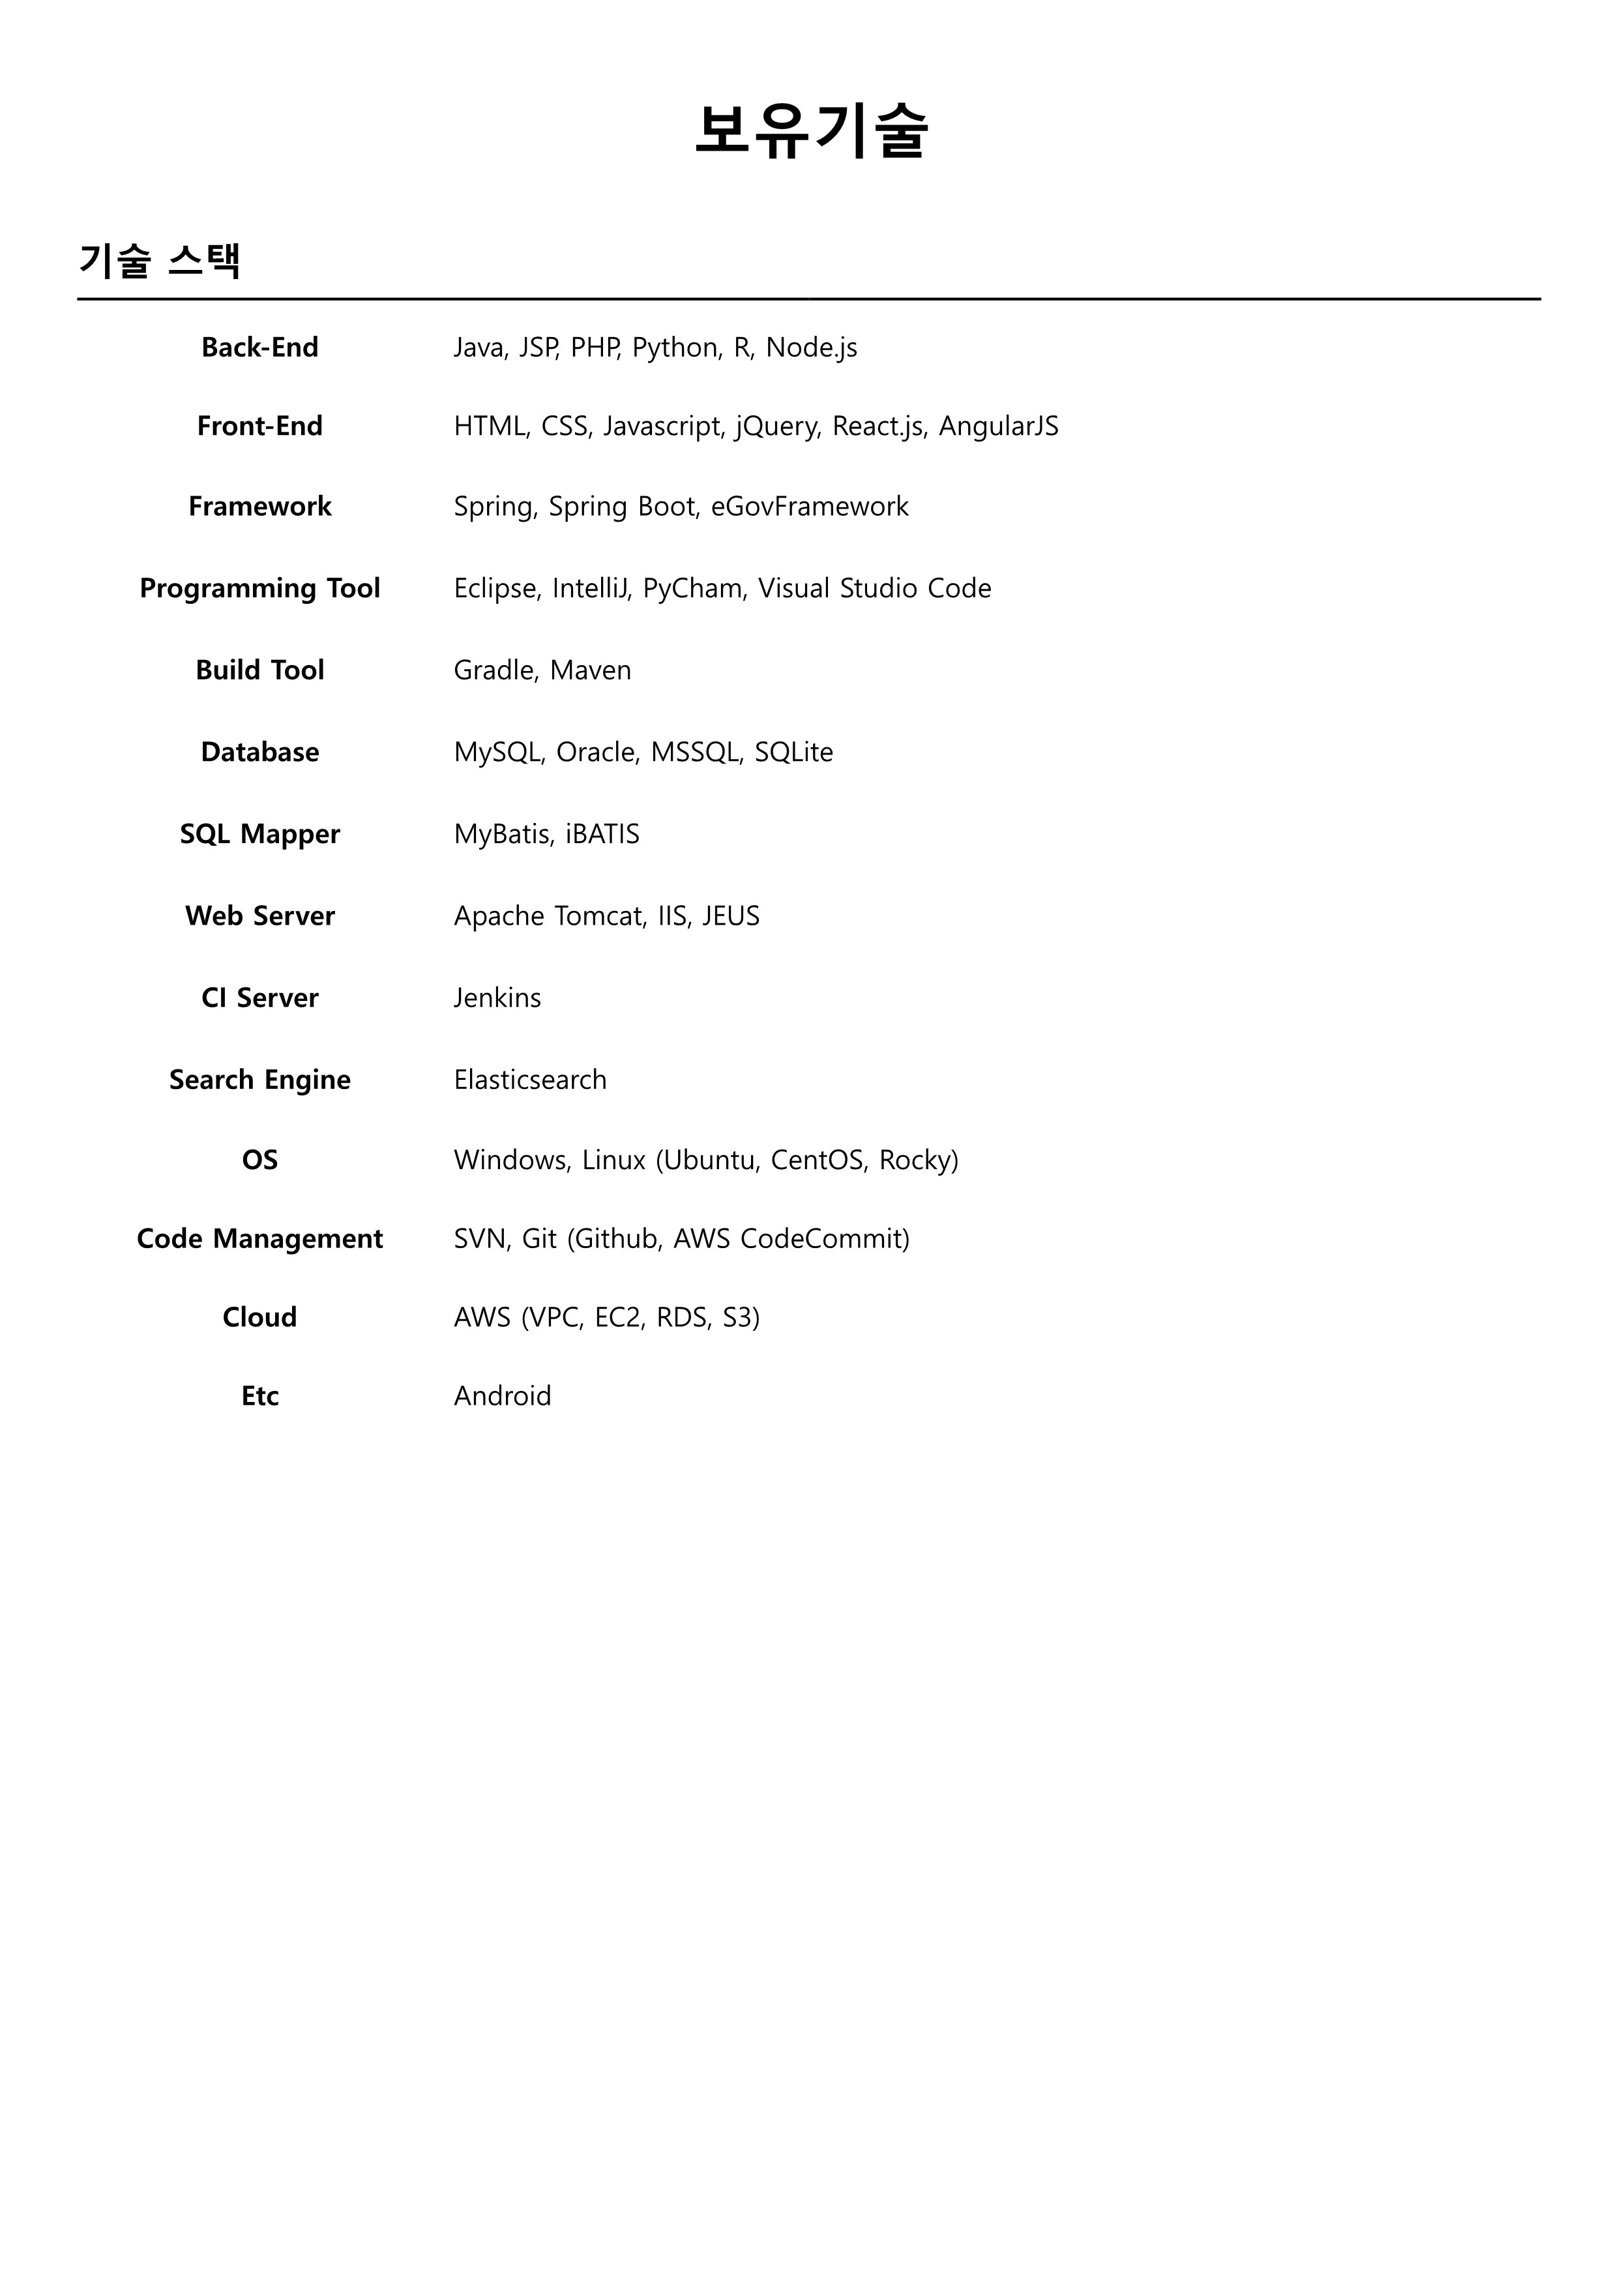 보유기술
기술 스택
Back-End Java, JSP, PHP, Python, R, Node.js
Front-End HTML, CSS, Javascript, jQuery, React.js, AngularJS
Framework Spring, Spring Boot, eGovFramework
Programming Tool Eclipse, IntelliJ, PyCham, Visual Studio Code
Build Tool Gradle, Maven
Database MySQL, Oracle, MSSQL, SQLite
SQL Mapper MyBatis, iBATIS
Web Server Apache Tomcat, IIS, JEUS
CI Server Jenkins
Search Engine Elasticsearch
OS Windows, Linux (Ubuntu, CentOS, Rocky)
Code Management SVN, Git (Github, AWS CodeCommit)
Cloud AWS (VPC, EC2, RDS, S3)
Etc Android